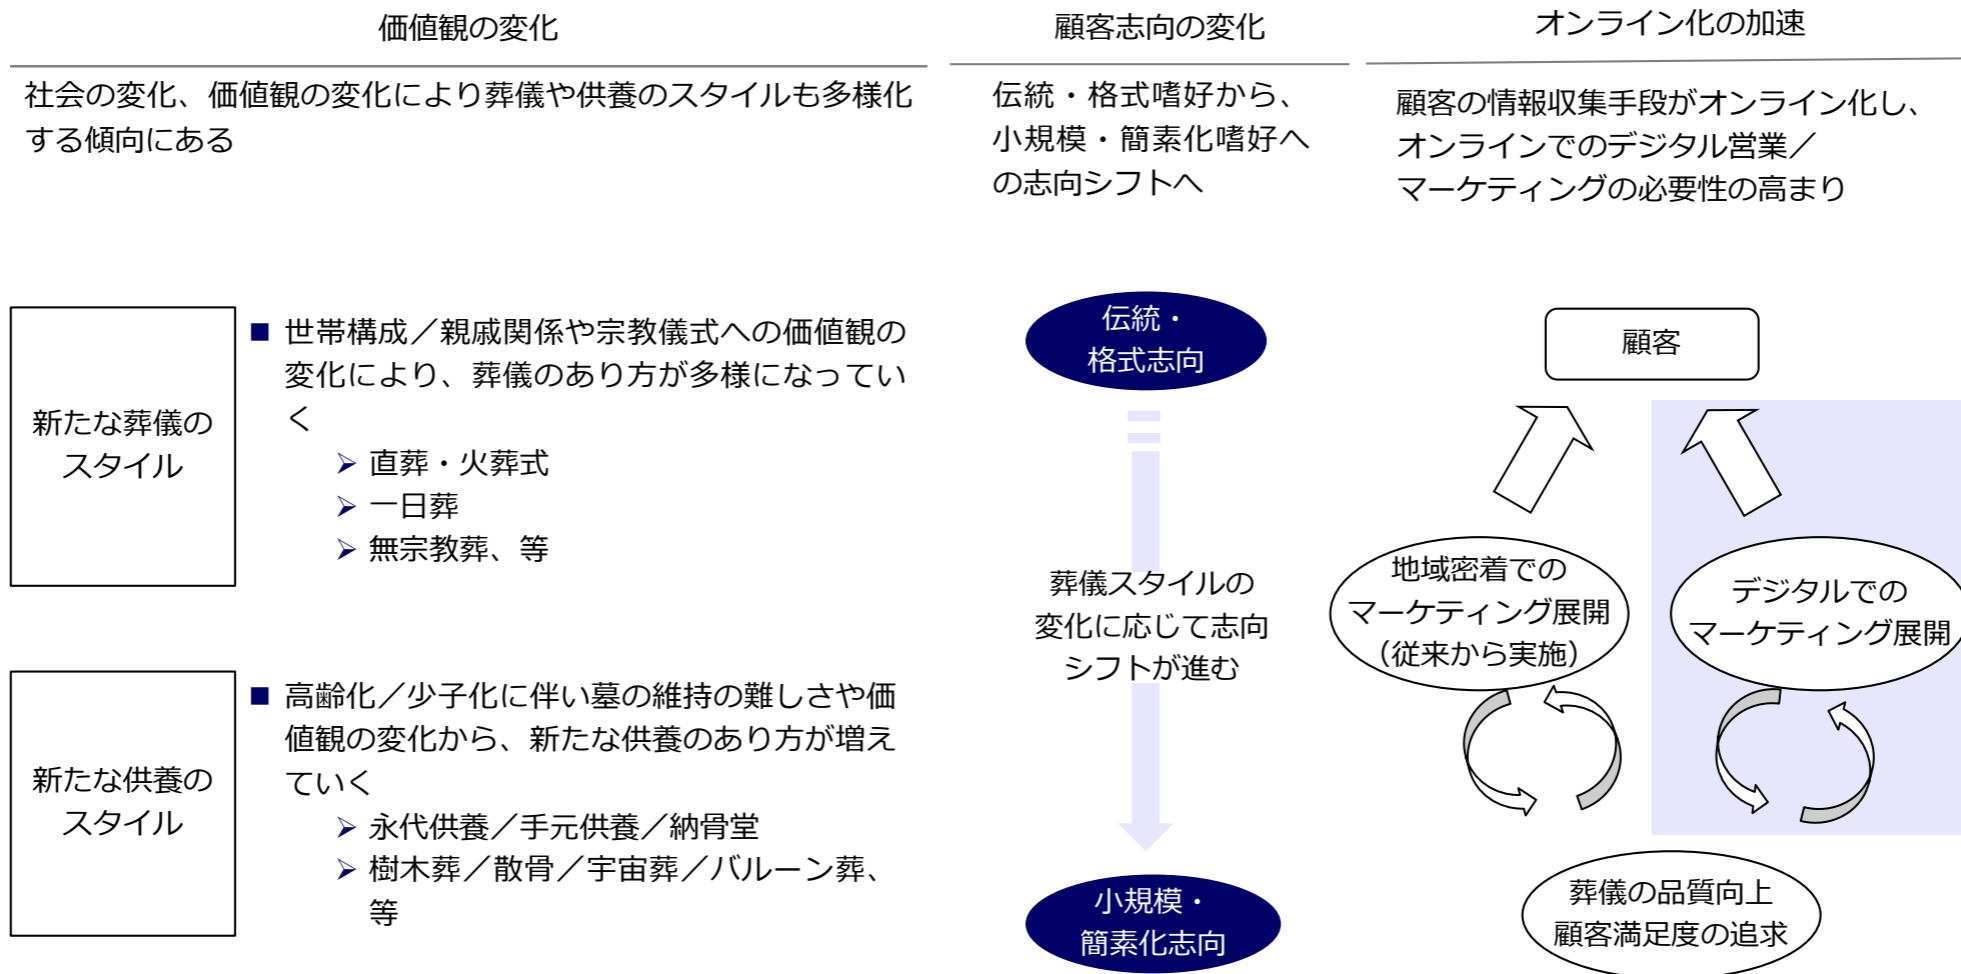 価値観の変化
社会の変化、価値観の変化により葬儀や供養のスタイルも多様化
する傾向にある
新たな葬儀の
スタイル
■ 世帯構成／親戚関係や宗教儀式への価値観の
変化により、葬儀のあり方が多様になってい
く
➢ 直葬・火葬式
➢ 一日葬
➢ 無宗教葬、等
新たな供養の
スタイル
■ 高齢化／少子化に伴い墓の維持の難しさや価
値観の変化から、新たな供養のあり方が増え
ていく
➢ 永代供養／手元供養／納骨堂
➢ 樹木葬／散骨／宇宙葬／バルーン葬、
等
顧客志向の変化
伝統・格式嗜好から、
小規模・簡素化嗜好へ
の志向シフトへ
伝統・
格式志向
葬儀スタイルの
変化に応じて志向
シフトが進む
小規模・
簡素化志向
オンライン化の加速
顧客の情報収集手段がオンライン化し、
オンラインでのデジタル営業／
マーケティングの必要性の高まり
顧客
地域密着での
マーケティング展開
（従来から実施）
デジタルでの
マーケティング展開
葬儀の品質向上
顧客満足度の追求